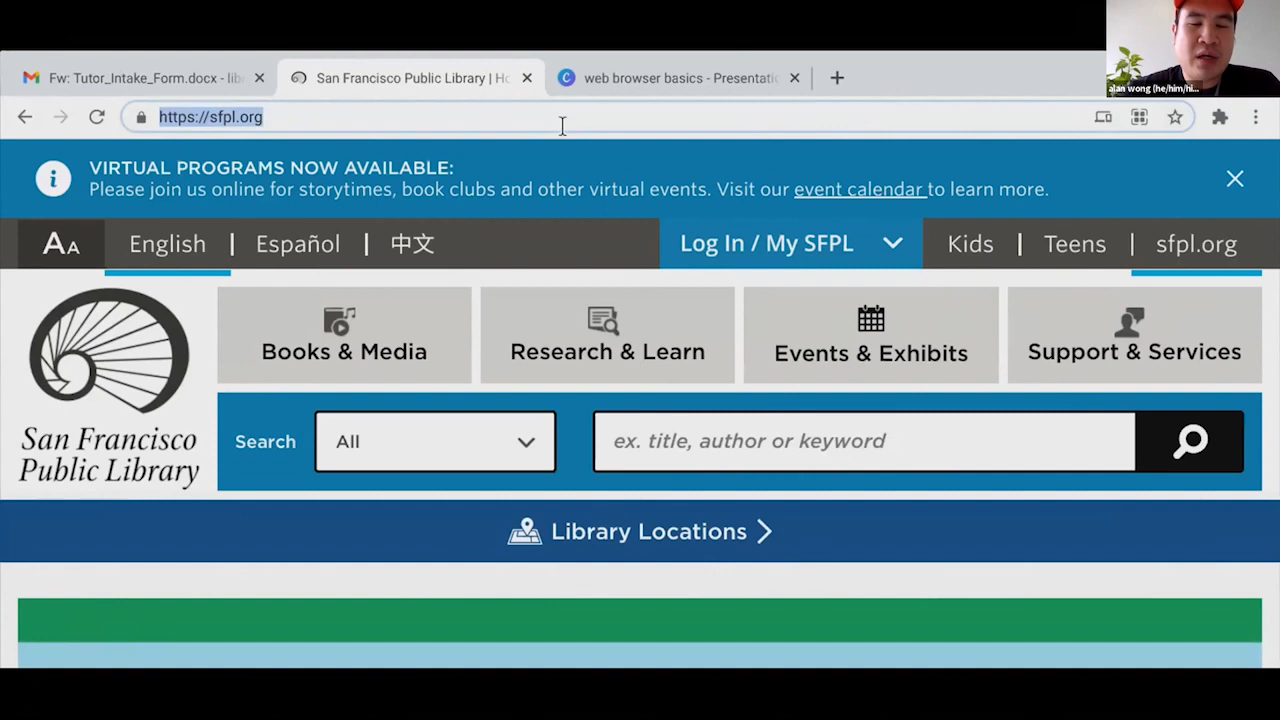 Fw: Tutor_Intake_Form.docx - lib
San Francisco Public Library | Ho
web browser basics - Presentatio
alan wong (he/him/hi...
https://sfpl.org
VIRTUAL PROGRAMS NOW AVAILABLE:
Please join us online for storytimes, book clubs and other virtual events. Visit our event calendar to learn more.
AA
English | Español | 中文
Log In / My SFPL
Kids | Teens | sfpl.org
San Francisco
Public Library
Books & Media
Research & Learn
Events & Exhibits
Support & Services
Search
All
ex. title, author or keyword
Library Locations